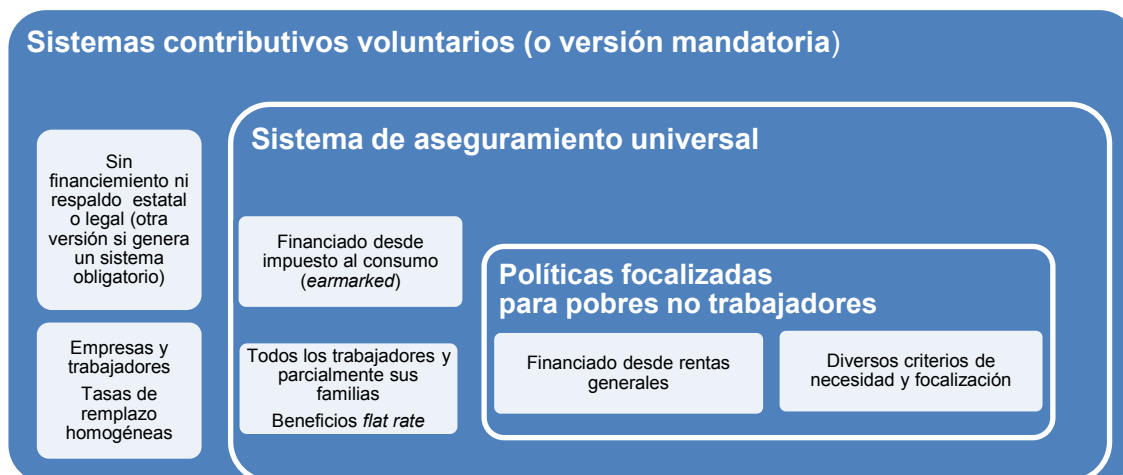 Sistemas contributivos voluntarios (o versión mandatoria)
Sin
financiemiento ni
respaldo estatal
o legal (otra
versión si genera
un sistema
obligatorio)
Empresas y
trabajadores
Tasas de
remplazo
homogéneas
Sistema de aseguramiento universal
Financiado desde
impuesto al consumo
(earmarked)
Todos los trabajadores y
parcialmente sus
familias
Beneficios flat rate
Políticas focalizadas
para pobres no trabajadores
Financiado desde rentas
generales
Diversos criterios de
necesidad y focalización